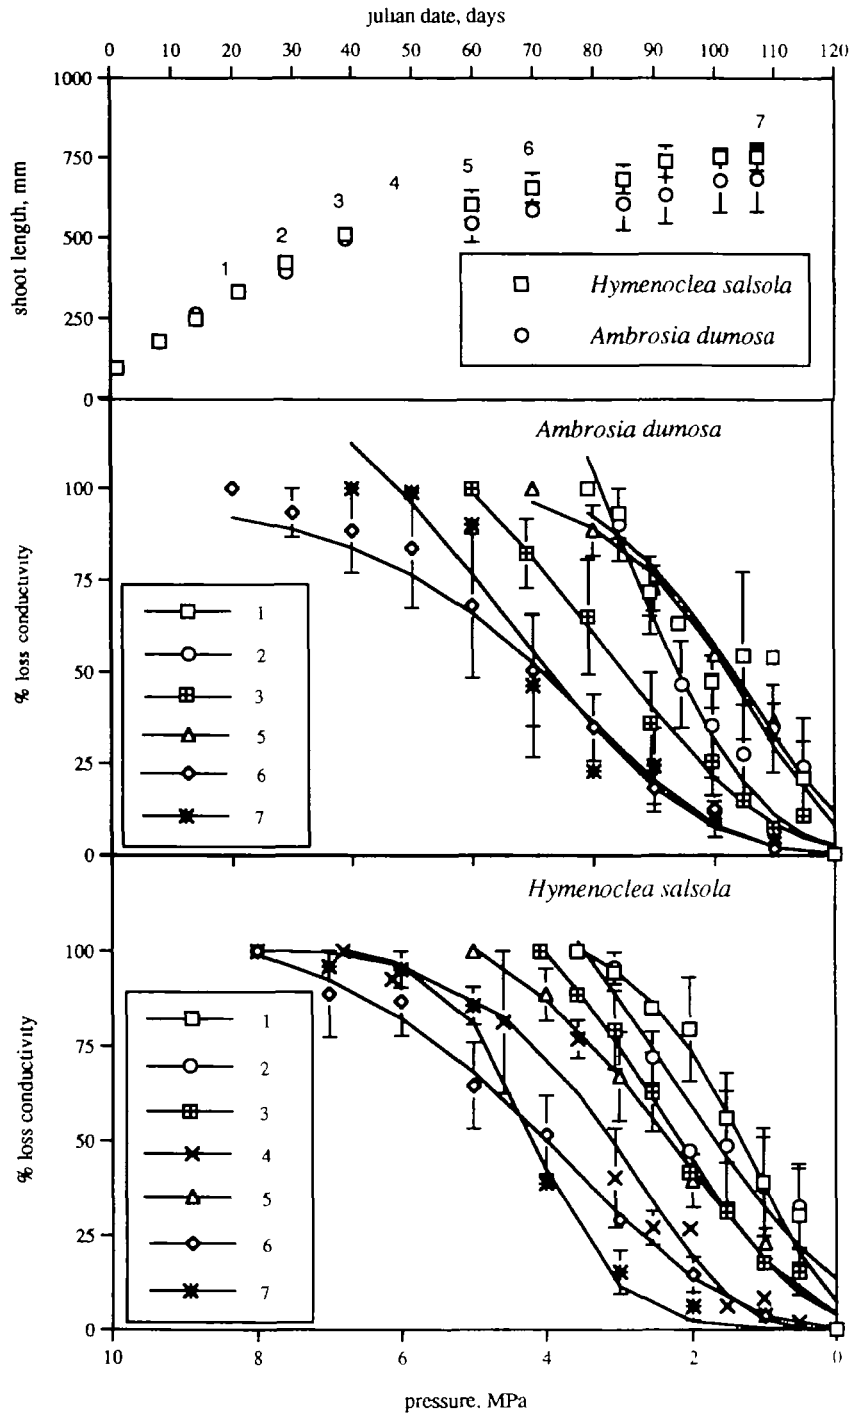 julian date, days
0 10 20 30 40 50 60 70 80 90 100 110 120
1000
750
500
250
0
shoot length, mm
1 2 3 4 5 6 7
Hymenoclea salsola
Ambrosia dumosa
Ambrosia dumosa
100
75
50
25
0
% loss conductivity
1
2
3
5
6
7
Hymenoclea salsola
100
75
50
25
0
% loss conductivity
1
2
3
4
5
6
7
10 8 6 4 2 0
pressure. MPa